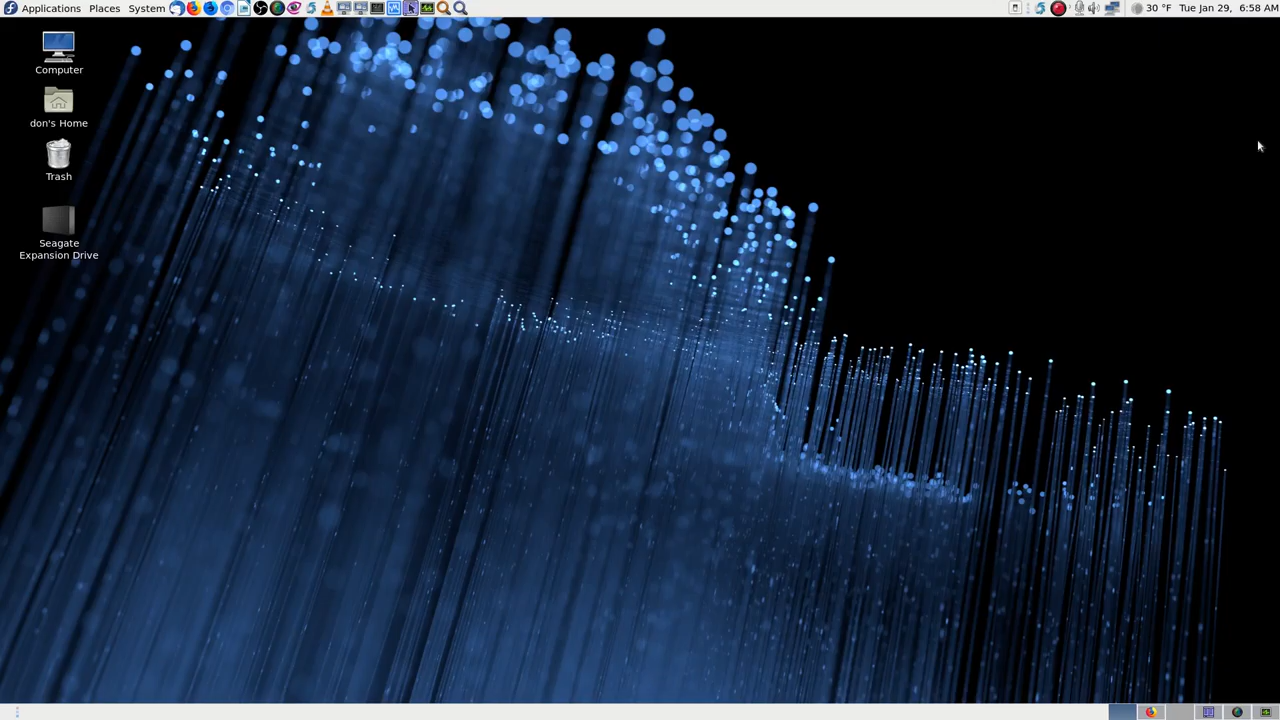 Applications Places System 30 °F Tue Jan 29, 6:58 AM
Computer
don's Home
Trash
Seagate
Expansion Drive